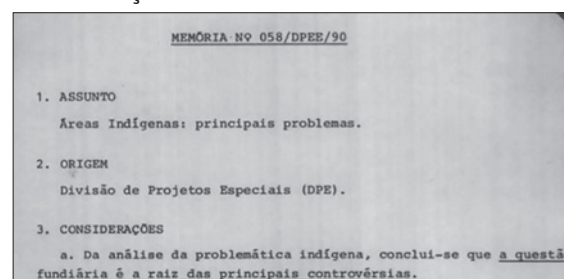 MEMÓRIA Nº 058/DPEE/90
1. ASSUNTO
Áreas Indígenas: principais problemas.
2. ORIGEM
Divisão de Projetos Especiais (DPE).
3. CONSIDERAÇÕES
a. Da análise da problemática indígena, conclui-se que a questã
fundiária é a raiz das principais controvérsias.